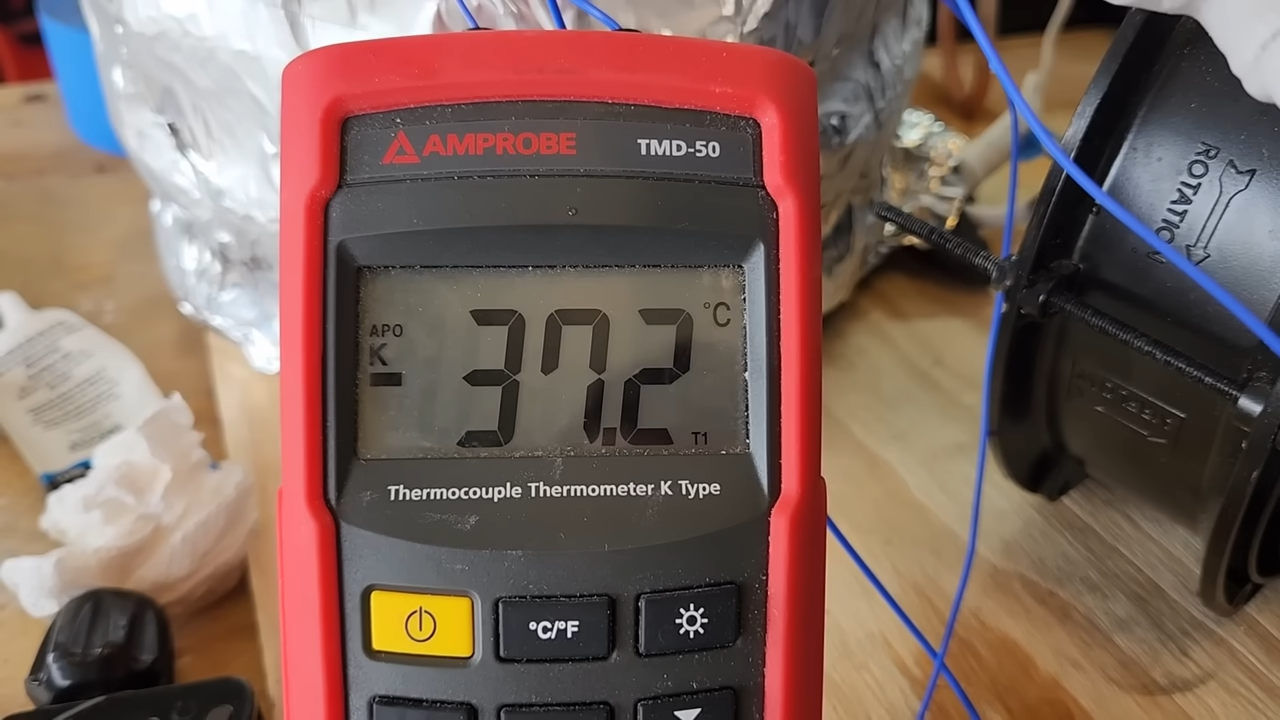 AMPROBE TMD-50
°C
APO
K
- 37.2
T1
Thermocouple Thermometer K Type
°C/°F
ROTATION